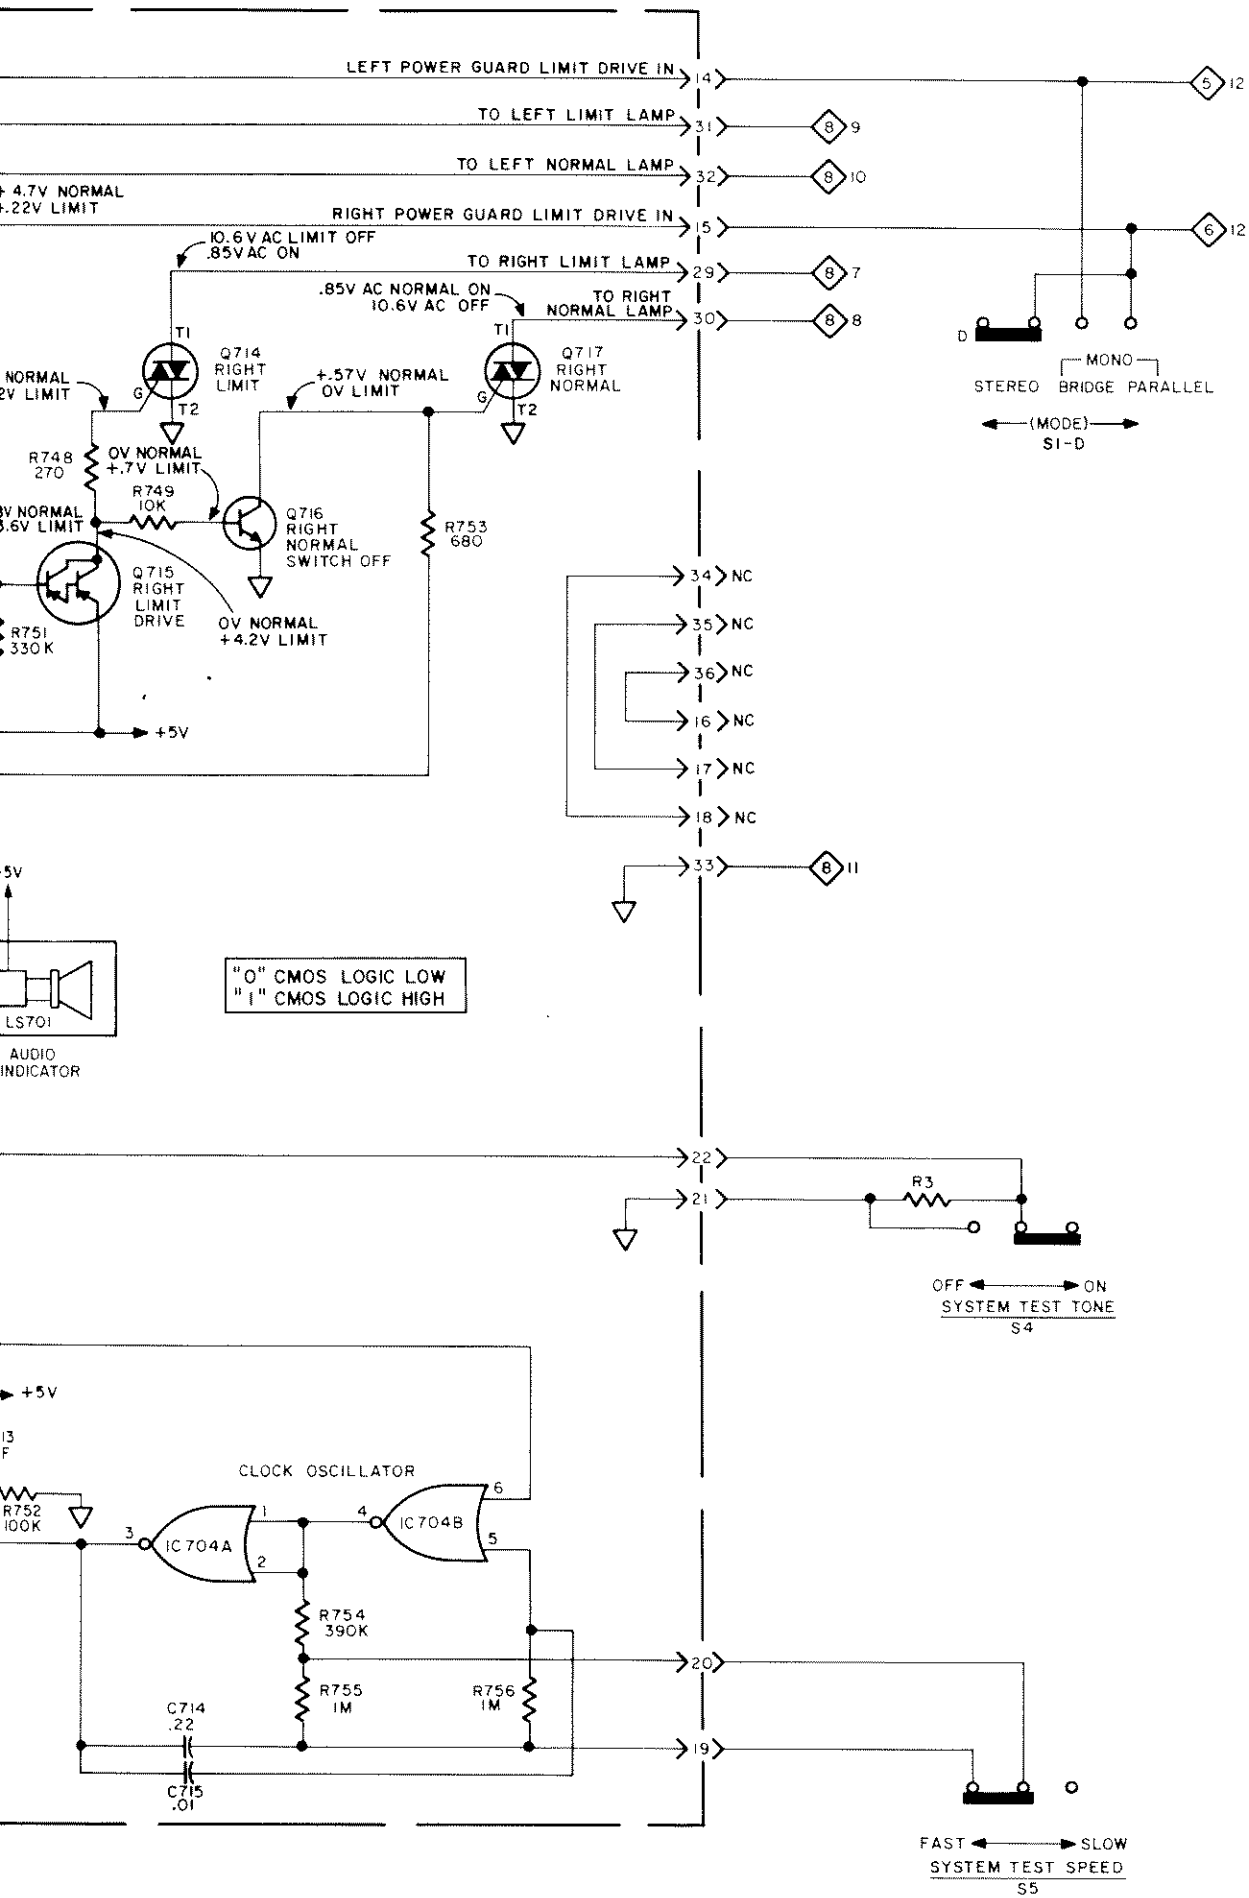 LEFT POWER GUARD LIMIT DRIVE IN 14 5 12
TO LEFT LIMIT LAMP 31 8 9
TO LEFT NORMAL LAMP 32 8 10
+ 4.7V NORMAL
+.22V LIMIT
RIGHT POWER GUARD LIMIT DRIVE IN 15 6 12
10.6V AC LIMIT OFF
.85V AC ON
TO RIGHT LIMIT LAMP 29 8 7
.85V AC NORMAL ON
10.6V AC OFF
TO RIGHT
NORMAL LAMP 30 8 8
T1
Q714
RIGHT
LIMIT
G
T2
T1
Q717
RIGHT
NORMAL
G
T2
D
MONO
STEREO BRIDGE PARALLEL
(MODE)
S1-D
NORMAL
2V LIMIT
+.57V NORMAL
0V LIMIT
R748
270
0V NORMAL
+.7V LIMIT
R749
10K
Q716
RIGHT
NORMAL
SWITCH OFF
R753
680
V NORMAL
3.6V LIMIT
Q715
RIGHT
LIMIT
DRIVE
0V NORMAL
+4.2V LIMIT
R751
330K
+5V
34 NC
35 NC
36 NC
16 NC
17 NC
18 NC
33 8 11
5V
LS701
AUDIO
INDICATOR
"0" CMOS LOGIC LOW
"1" CMOS LOGIC HIGH
22
21
R3
OFF ON
SYSTEM TEST TONE
S4
+5V
13
F
R752
100K
CLOCK OSCILLATOR
3 IC704A 1
2
4 IC704B 6
5
R754
390K
20
R755
1M
R756
1M
C714
.22
19
C715
.01
FAST SLOW
SYSTEM TEST SPEED
S5